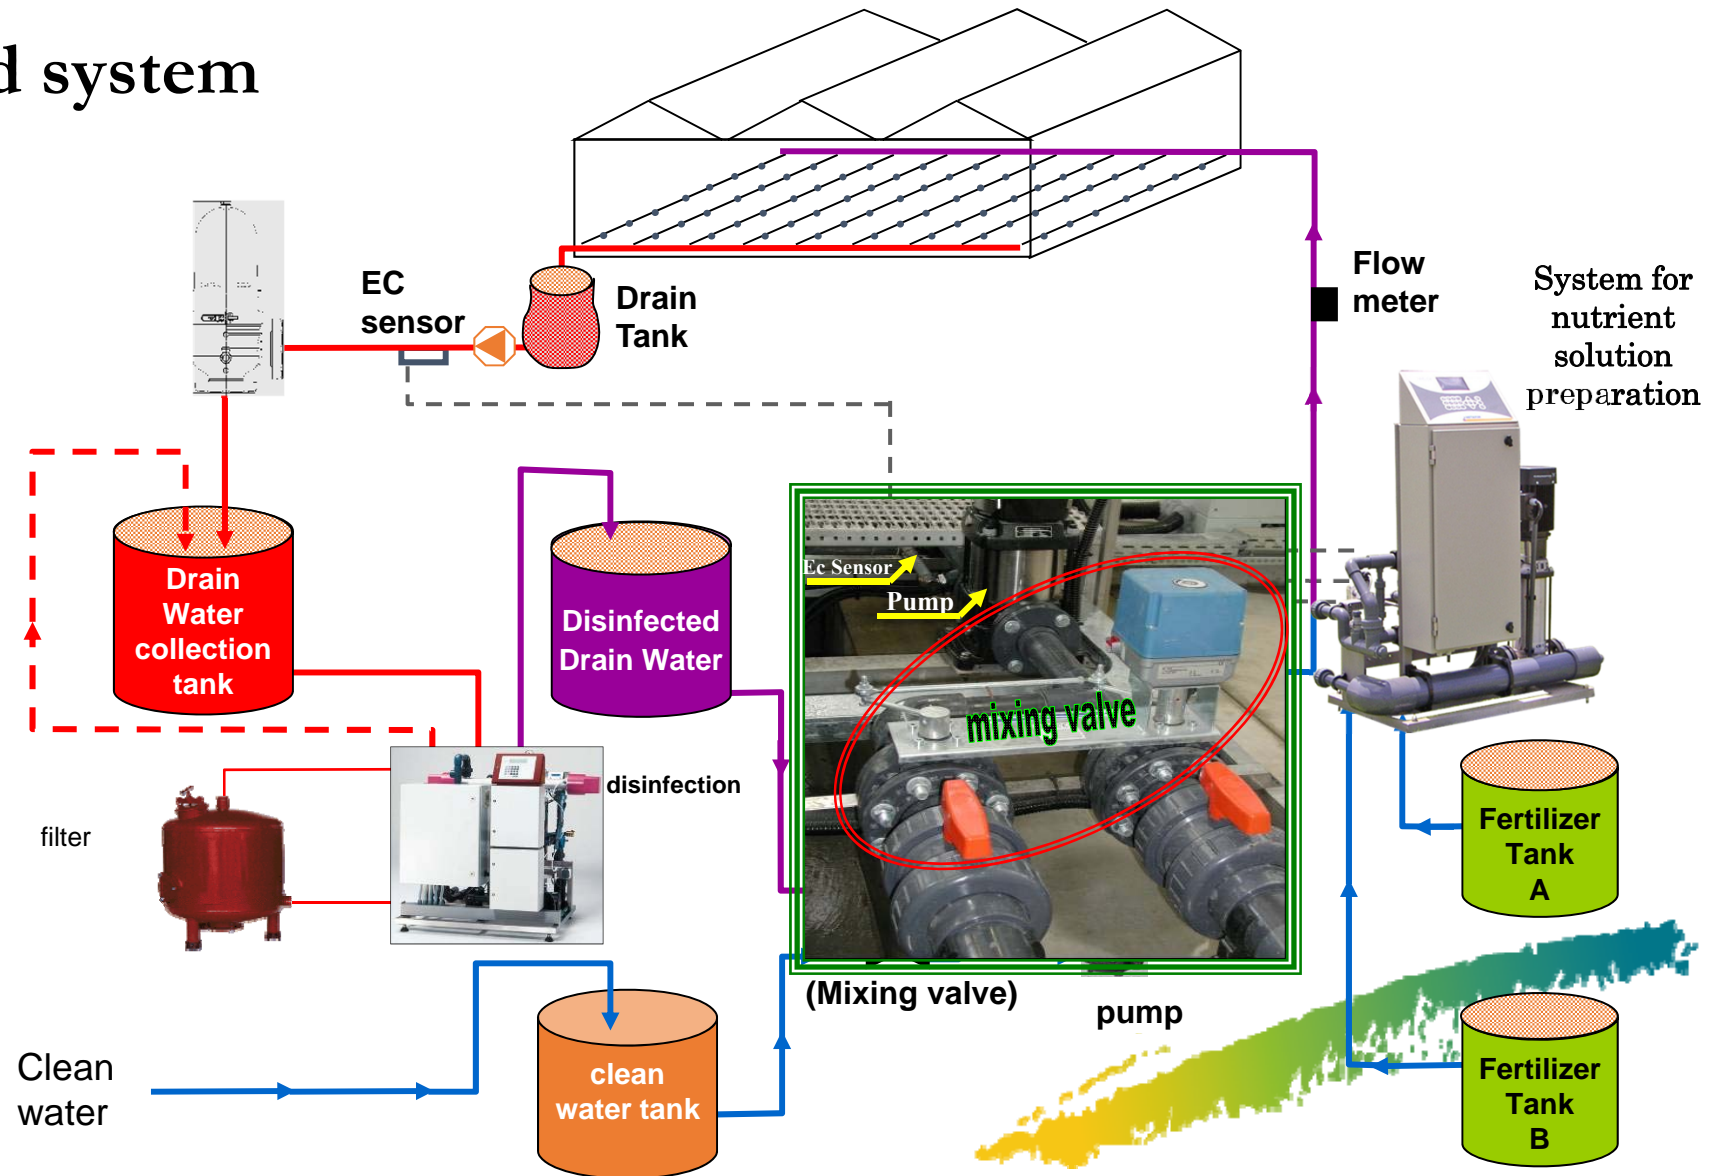 d system
EC
sensor
Drain
Tank
Flow
meter
System for
nutrient
solution
preparation
Drain
Water
collection
tank
Disinfected
Drain Water
Ec Sensor
Pump
mixing valve
disinfection
filter
Fertilizer
Tank
A
(Mixing valve)
pump
Clean
water
clean
water tank
Fertilizer
Tank
B